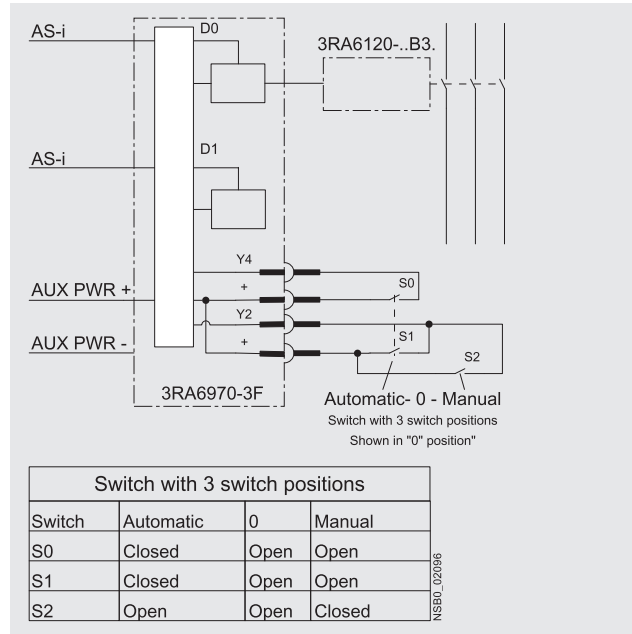 AS-i
D0
3RA6120-..B3.
AS-i
D1
Y4
+
S0
AUX PWR +
Y2
S1
AUX PWR -
+
S2
3RA6970-3F
Automatic- 0 - Manual
Switch with 3 switch positions
Shown in "0" position"
Switch with 3 switch positions
Switch Automatic 0 Manual
S0 Closed Open Open
S1 Closed Open Open
S2 Open Open Closed
NSB0_02096